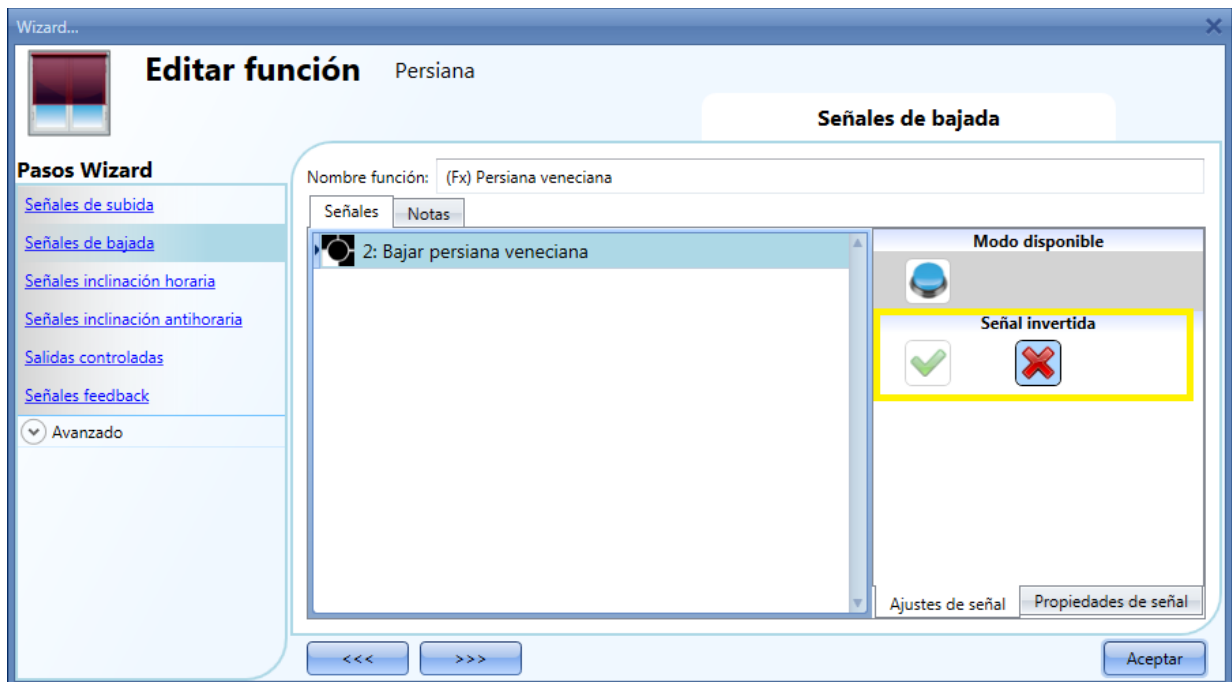 Wizard...
Editar función Persiana
Señales de bajada
Pasos Wizard
Señales de subida
Señales de bajada
Señales inclinación horaria
Señales inclinación antihoraria
Salidas controladas
Señales feedback
Avanzado
Nombre función: (Fx) Persiana veneciana
Señales Notas
2: Bajar persiana veneciana
Modo disponible
Señal invertida
Ajustes de señal Propiedades de señal
<<< >>> Aceptar